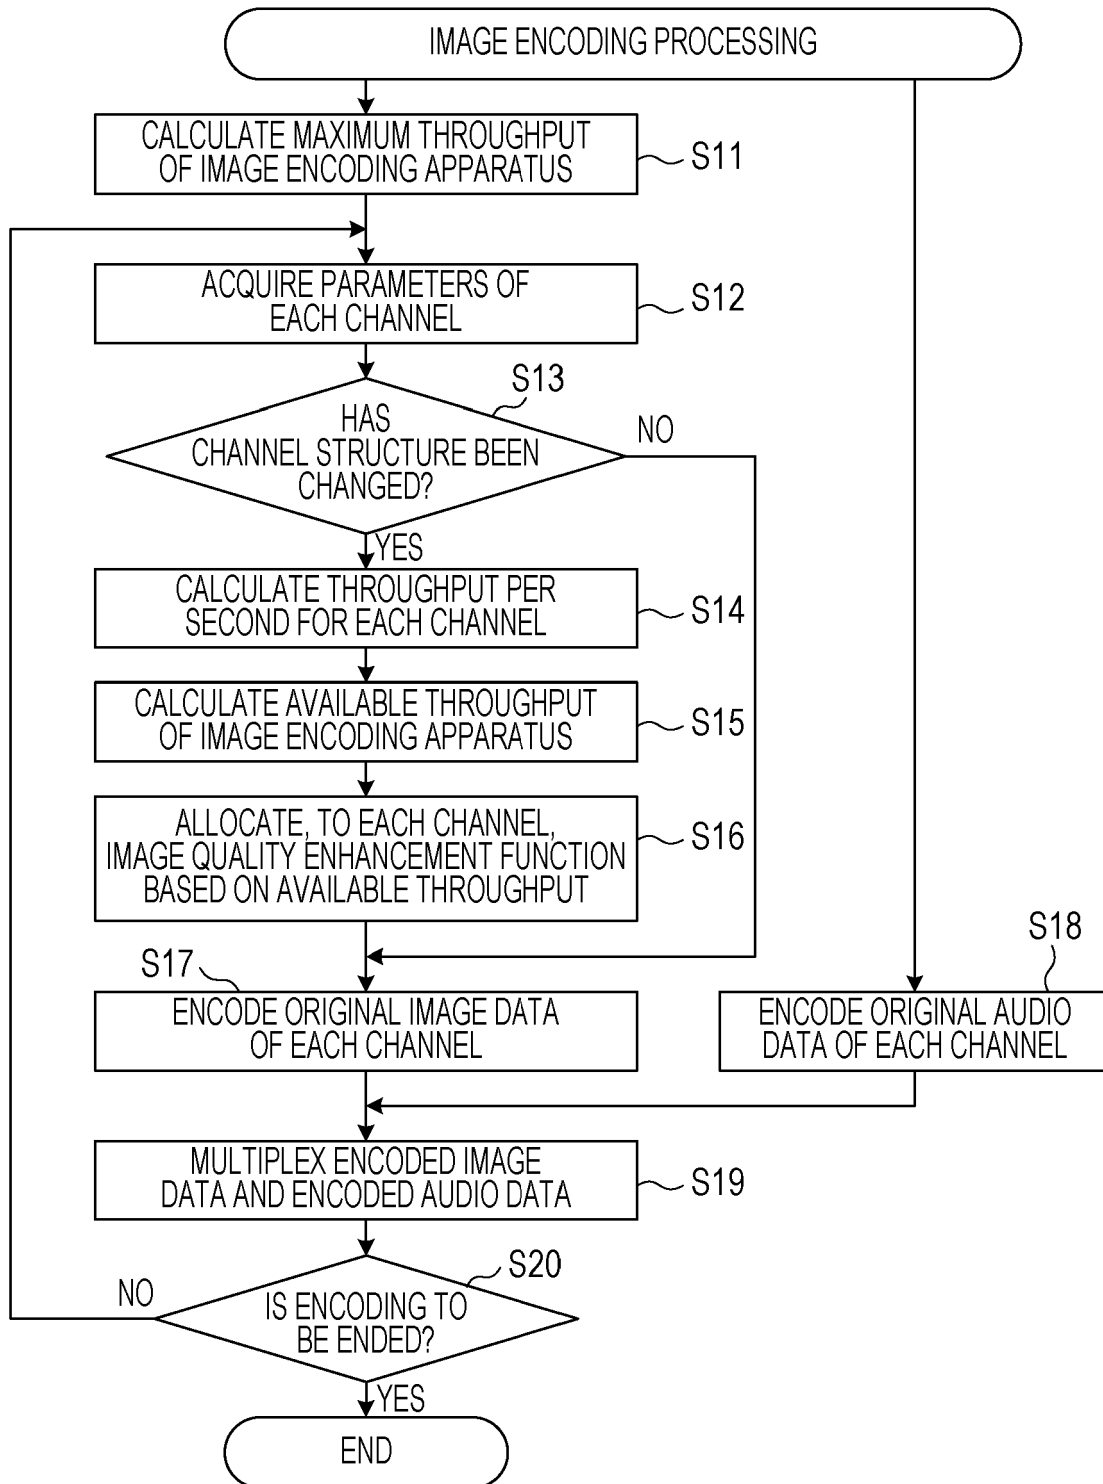 IMAGE ENCODING PROCESSING
CALCULATE MAXIMUM THROUGHPUT
OF IMAGE ENCODING APPARATUS
S11
ACQUIRE PARAMETERS OF
EACH CHANNEL
S12
S13
HAS
CHANNEL STRUCTURE BEEN
CHANGED?
NO
YES
CALCULATE THROUGHPUT PER
SECOND FOR EACH CHANNEL
S14
CALCULATE AVAILABLE THROUGHPUT
OF IMAGE ENCODING APPARATUS
S15
ALLOCATE, TO EACH CHANNEL,
IMAGE QUALITY ENHANCEMENT FUNCTION
BASED ON AVAILABLE THROUGHPUT
S16
S17
ENCODE ORIGINAL IMAGE DATA
OF EACH CHANNEL
S18
ENCODE ORIGINAL AUDIO
DATA OF EACH CHANNEL
MULTIPLEX ENCODED IMAGE
DATA AND ENCODED AUDIO DATA
S19
S20
NO
IS ENCODING TO
BE ENDED?
YES
END